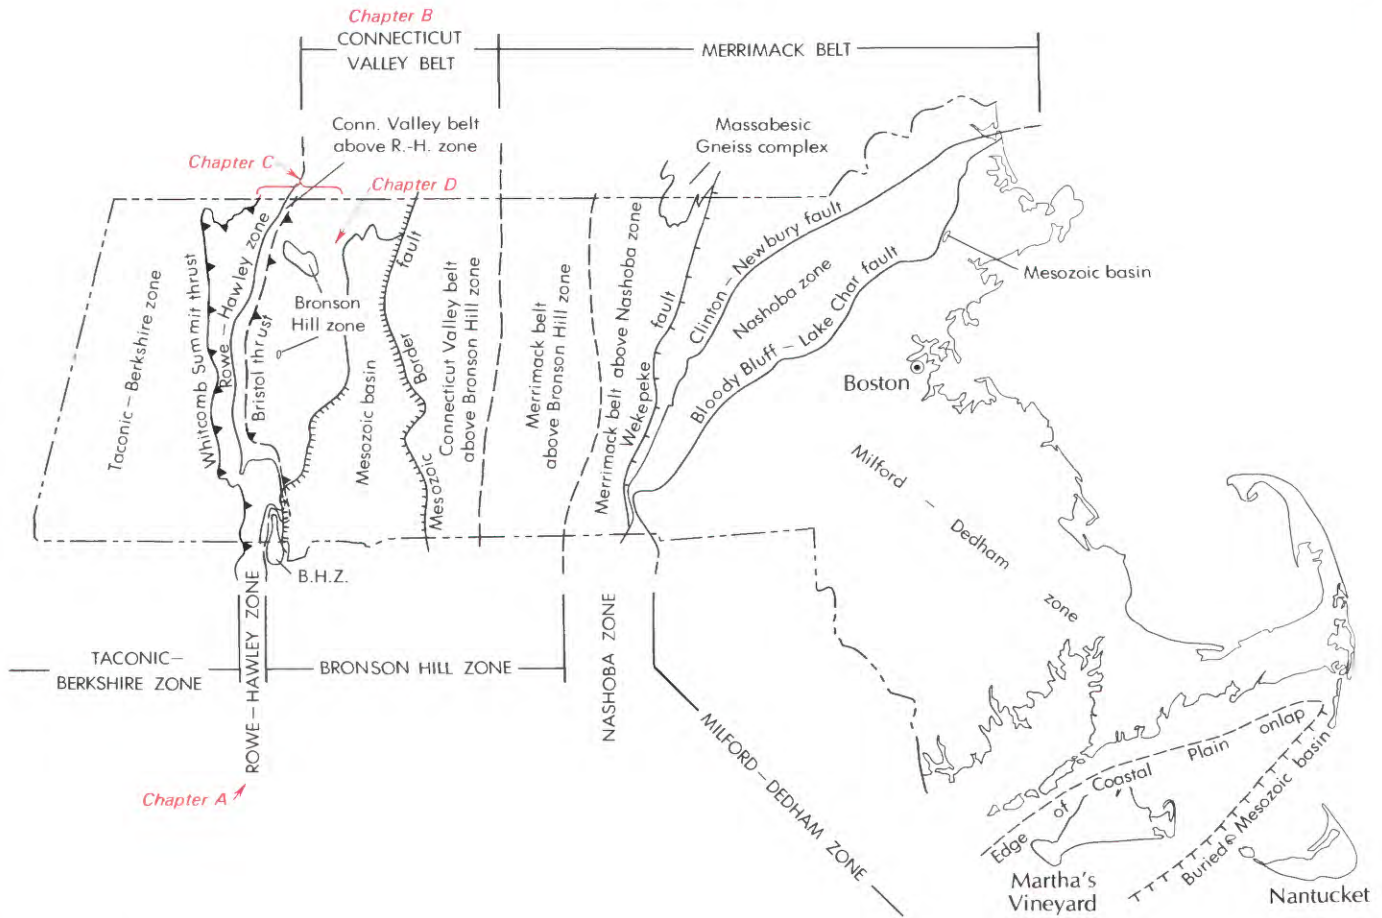 Chapter B
CONNECTICUT
VALLEY BELT
MERRIMACK BELT
Conn. Valley belt
above R.-H. zone
Massabesic
Gneiss complex
Chapter C
Chapter D
Taconic–Berkshire zone
Whitcomb Summit thrust
Rowe–Hawley zone
Bristol thrust
Bronson
Hill zone
Mesozoic basin
Mesozoic Border fault
Connecticut Valley belt
above Bronson Hill zone
Merrimack belt
above Bronson Hill zone
Merrimack belt above Nashoba zone
Wekepeke fault
Clinton–Newbury fault
Nashoba zone
Bloody Bluff–Lake Char fault
Mesozoic basin
Boston
Milford – Dedham zone
B.H.Z.
TACONIC–
BERKSHIRE ZONE
ROWE–HAWLEY ZONE
BRONSON HILL ZONE
NASHOBA ZONE
MILFORD–DEDHAM ZONE
Chapter A
Edge of Coastal Plain onlap
Buried Mesozoic basin
Martha's
Vineyard
Nantucket